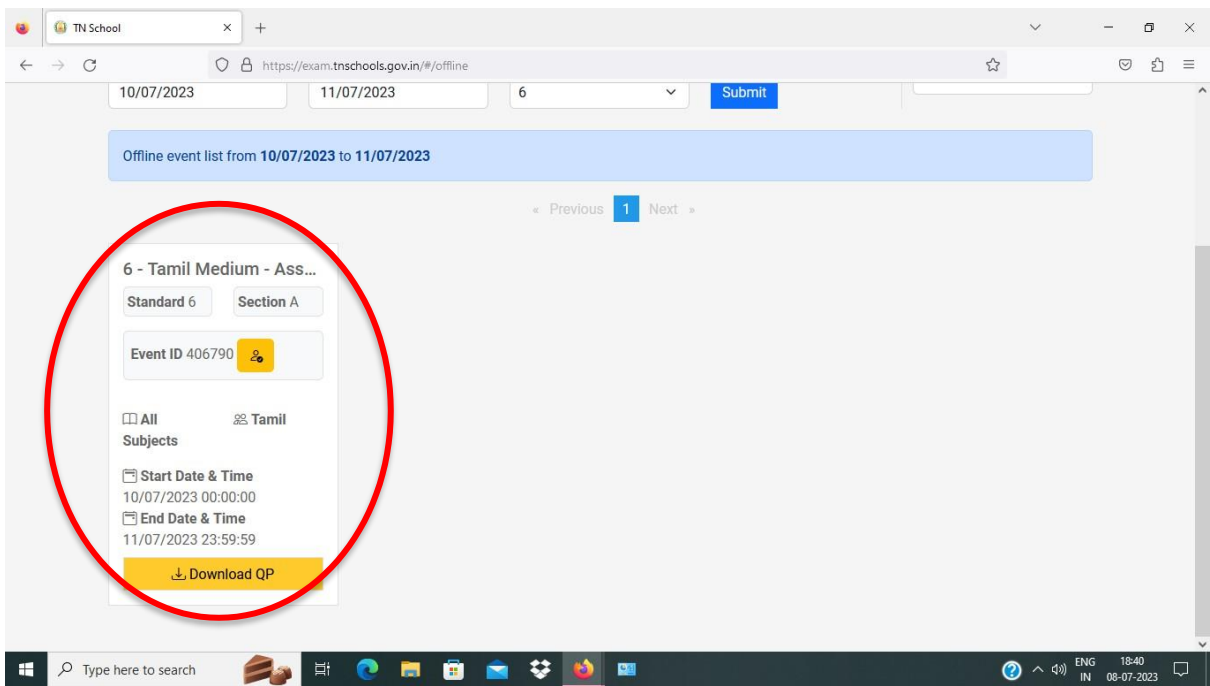 TN School
https://exam.tnschools.gov.in/#/offline
10/07/2023 11/07/2023 6 Submit
Offline event list from 10/07/2023 to 11/07/2023
« Previous 1 Next »
6 - Tamil Medium - Ass...
Standard 6 Section A
Event ID 406790
All Subjects
Tamil
Start Date & Time
10/07/2023 00:00:00
End Date & Time
11/07/2023 23:59:59
Download QP
Type here to search
ENG
IN
18:40
08-07-2023